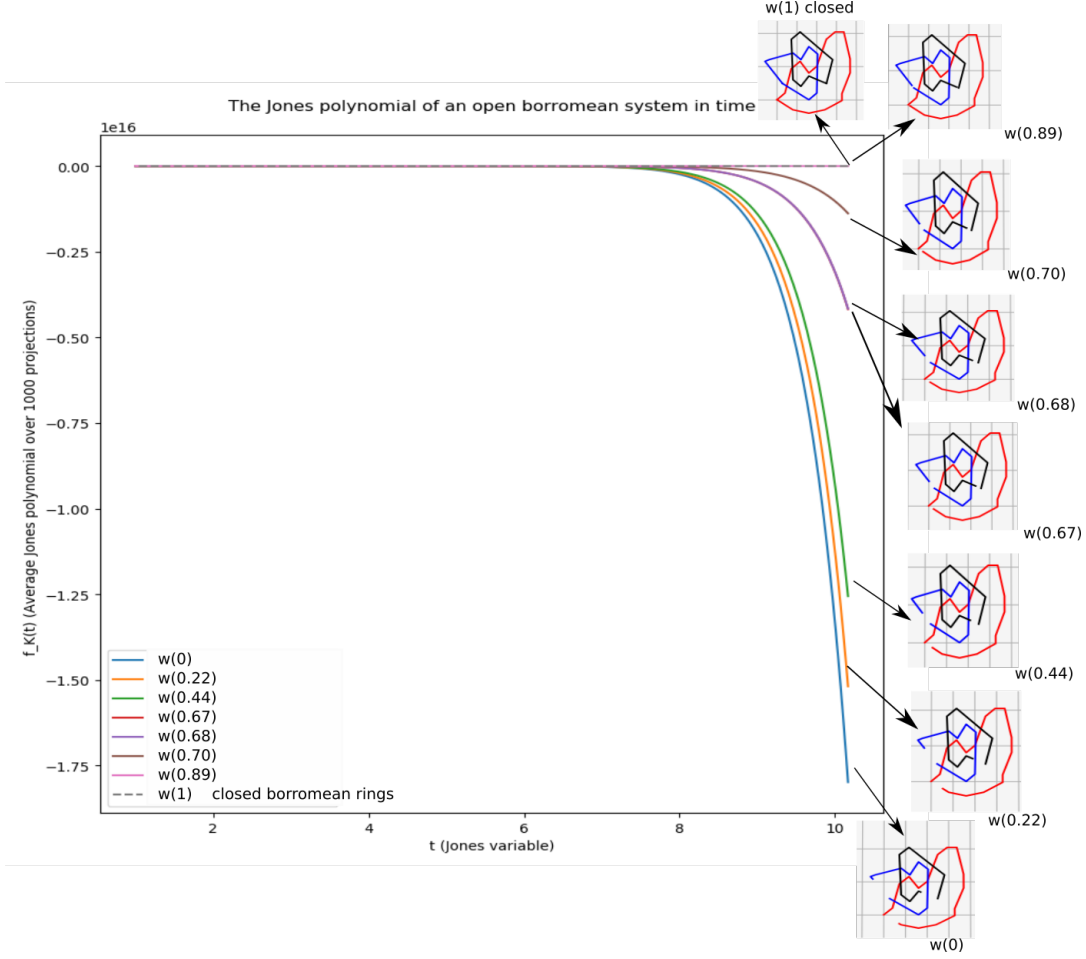 w(1) closed
w(0.89)
The Jones polynomial of an open borromean system in time
1e16
0.00
−0.25
−0.50
−0.75
−1.00
−1.25
−1.50
−1.75
f_K(t) (Average Jones polynomial over 1000 projections)
w(0.70)
w(0.68)
w(0.67)
w(0.44)
w(0.22)
w(0)
w(0)
w(0.22)
w(0.44)
w(0.67)
w(0.68)
w(0.70)
w(0.89)
w(1) closed borromean rings
2 4 6 8 10
t (Jones variable)